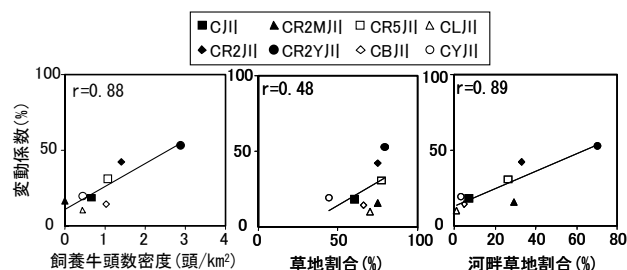 ■C川 ▲CR2M川 □CR5川 △CL川
◆CR2川 ●CR2Y川 ◇CB川 ○CY川
変動係数(%)
100
50
0
r=0.88
0 1 2 3 4
飼養牛頭数密度(頭/km²)
100
50
0
r=0.48
0 50 100
草地割合(%)
100
50
0
r=0.89
0 20 40 60 80
河畔草地割合(%)